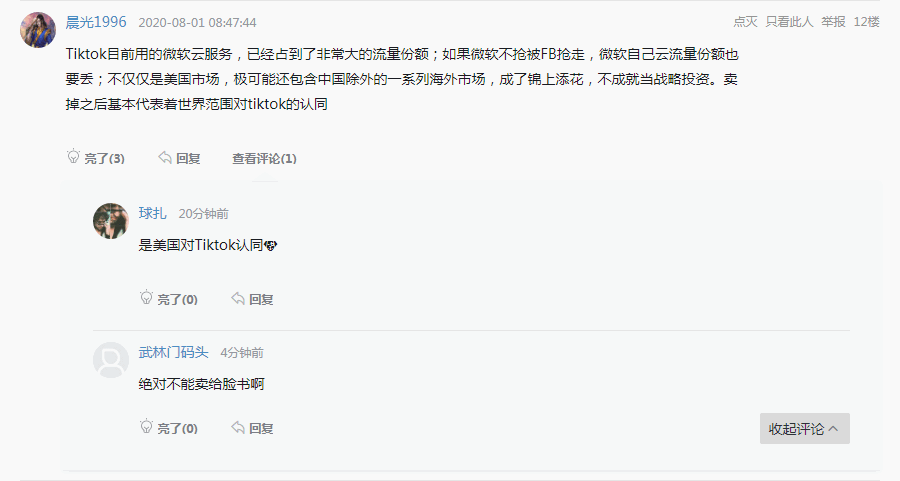 晨光1996 2020-08-01 08:47:44 点灭 只看此人 举报 12楼
Tiktok目前用的微软云服务，已经占到了非常大的流量份额；如果微软不抢被FB抢走，微软自己云流量份额也
要丢；不仅仅是美国市场，极可能还包含中国除外的一系列海外市场，成了锦上添花，不成就当战略投资。卖
掉之后基本代表着世界范围对tiktok的认同
亮了(3) 回复 查看评论(1)
球扎 20分钟前
是美国对Tiktok认同
亮了(0) 回复
武林门码头 4分钟前
绝对不能卖给脸书啊
亮了(0) 回复
收起评论